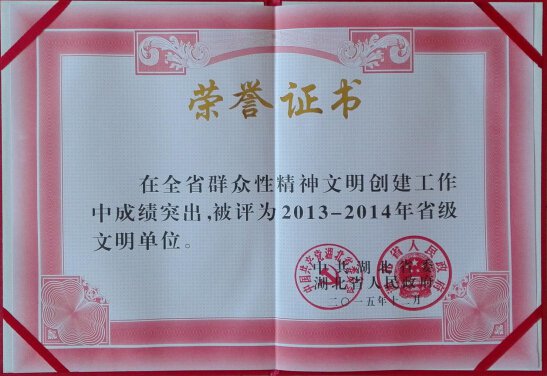 荣誉证书
在全省群众性精神文明创建工作
中成绩突出,被评为2013-2014年省级
文明单位。
中共湖北省委
湖北省人民政府
二〇一五年十二月